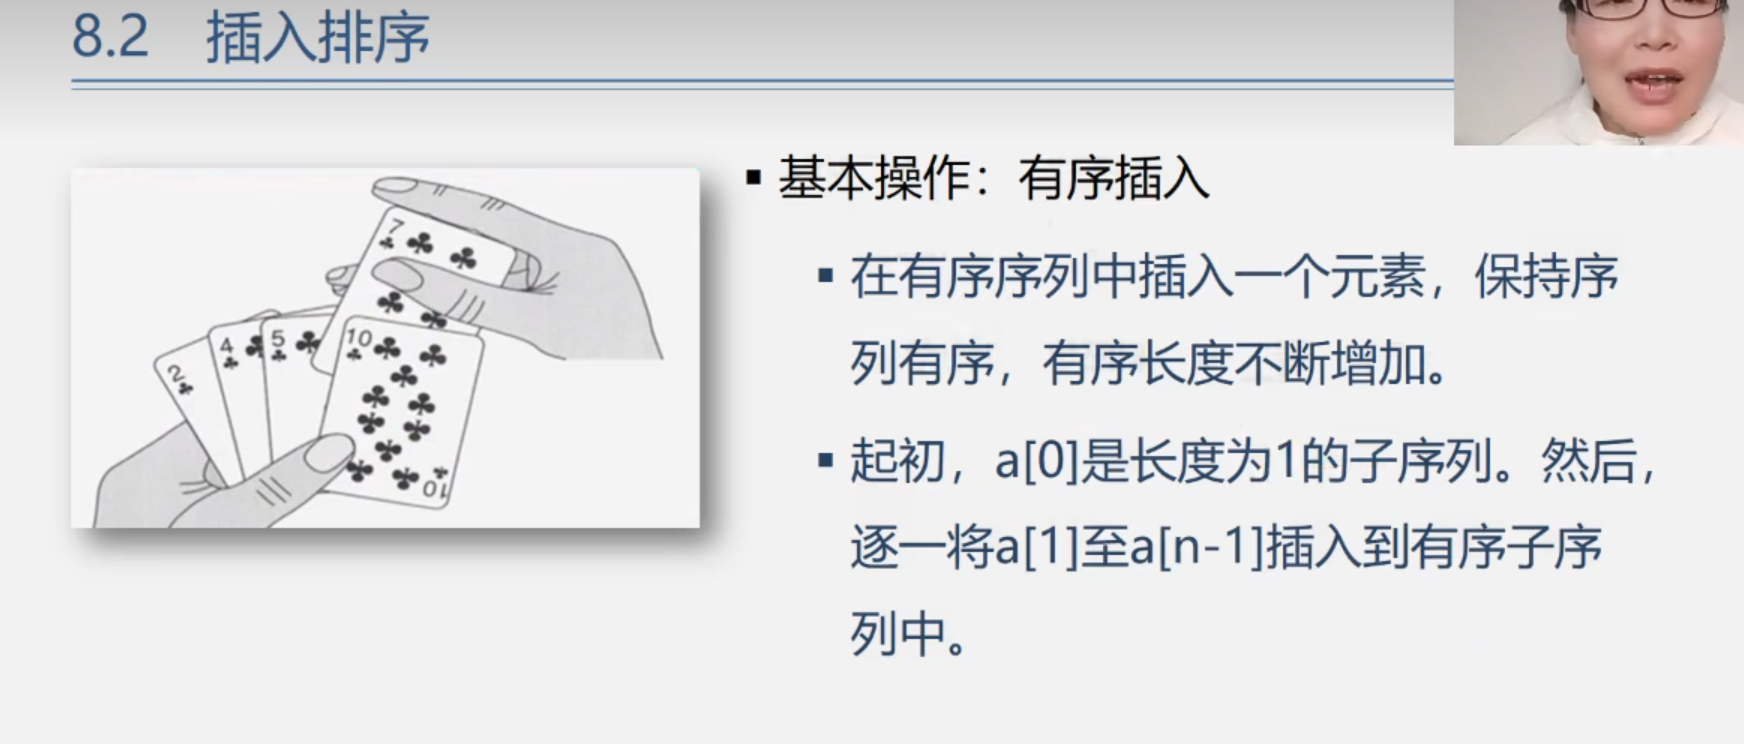 8.2 插入排序
▪ 基本操作：有序插入
▪ 在有序序列中插入一个元素，保持序
列有序，有序长度不断增加。
▪ 起初，a[0]是长度为1的子序列。然后，
逐一将a[1]至a[n-1]插入到有序子序
列中。
2
4
5
7
10
10